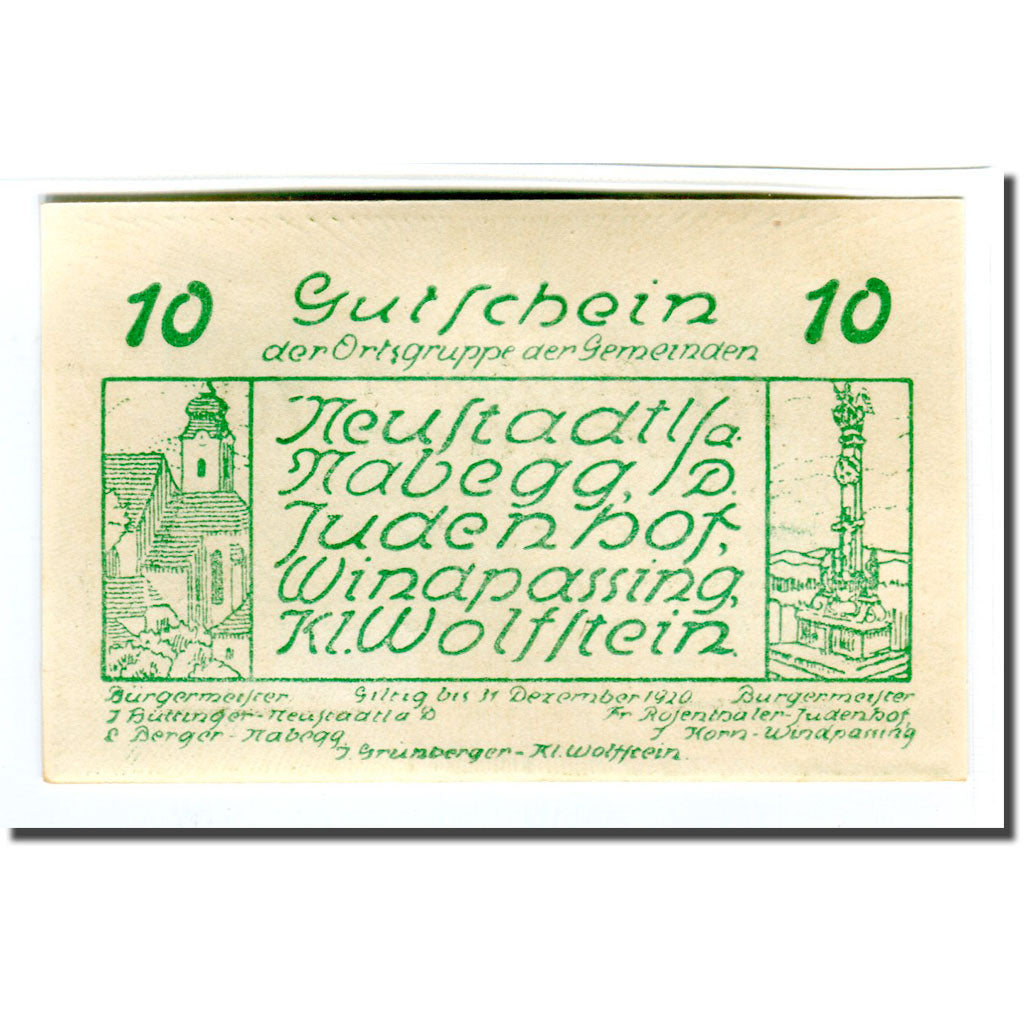 10 Gutschein 10
der Ortsgruppe der Gemeinden
Neustadtl/a.
Nabegg, /D.
Judenhof,
Windpassing,
Kl. Wolfstein.
Bürgermeister Giltig bis 31 Dezember 1920 Burgermeister
J Büttinger-Neustadtl a D Fr Rosenthaler-Judenhof,
L Berger-Nabegg J Horn-Windpassing
J Grünberger-Kl. Wolfstein.